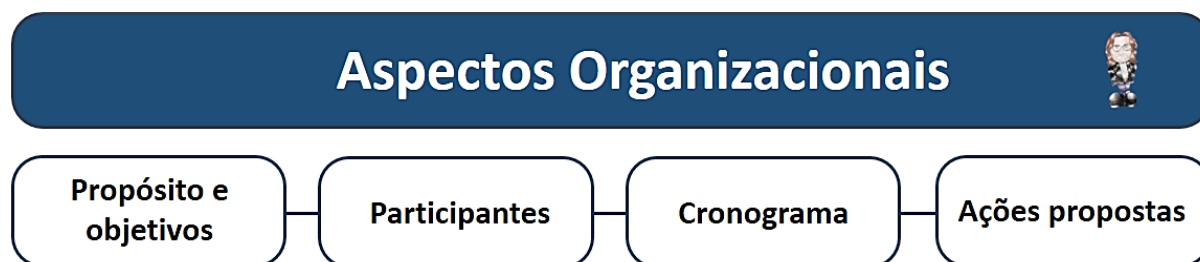 Aspectos Organizacionais
Propósito e
objetivos
Participantes
Cronograma
Ações propostas